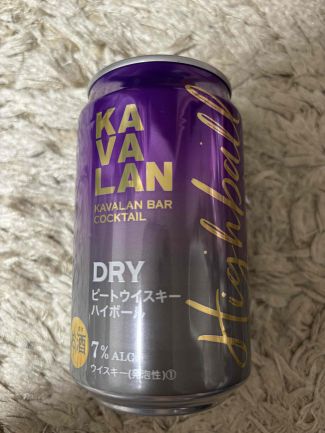 KA
VA
LAN
KAVALAN BAR
COCKTAIL
Highball
DRY
ピートウイスキー
ハイボール
酒
7% ALC.
ウイスキー(発泡性)①